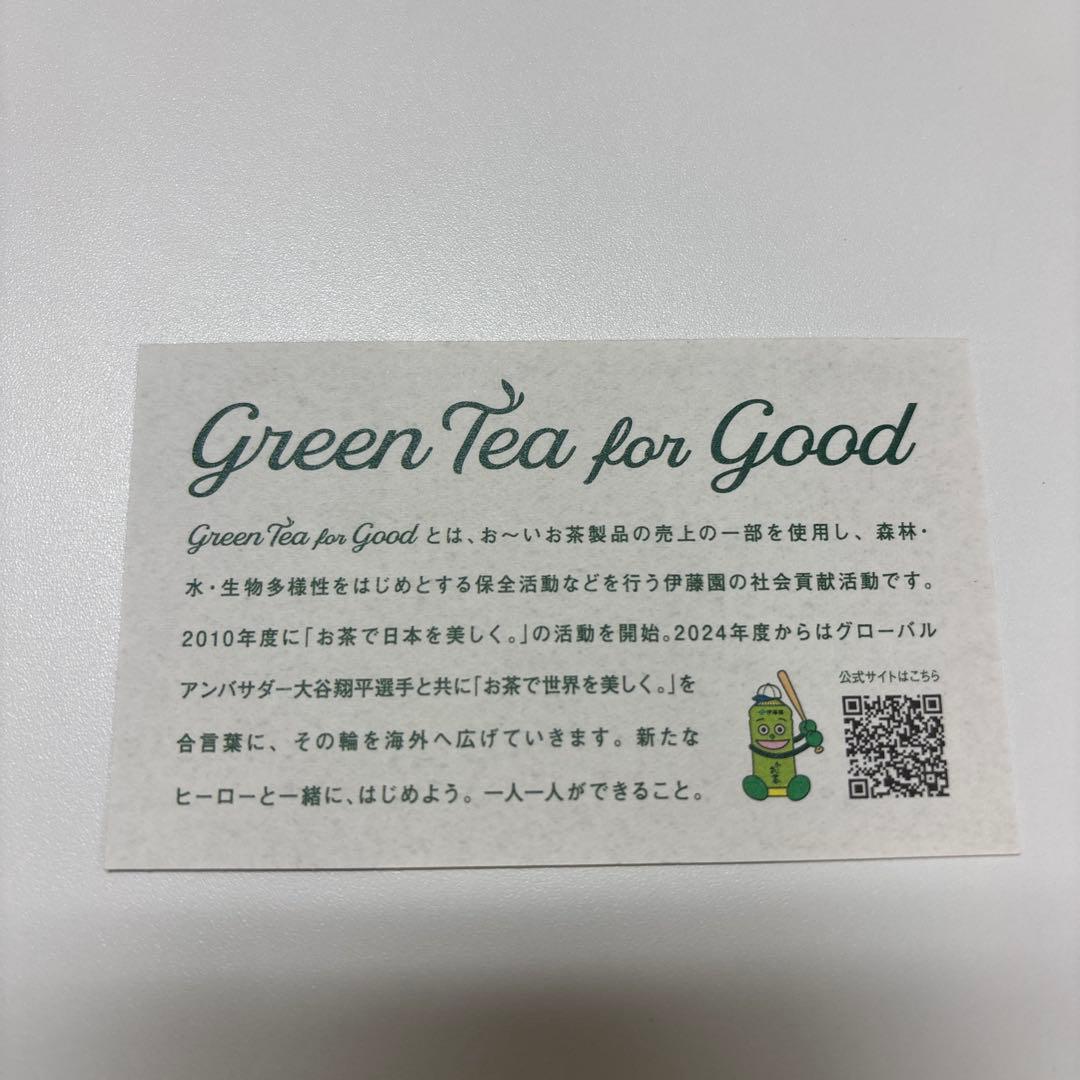 Green Tea for Good
Green Tea for Good とは、お〜いお茶製品の売上の一部を使用し、森林・
水・生物多様性をはじめとする保全活動などを行う伊藤園の社会貢献活動です。
2010年度に「お茶で日本を美しく。」の活動を開始。2024年度からはグローバル
アンバサダー大谷翔平選手と共に「お茶で世界を美しく。」を
合言葉に、その輪を海外へ広げていきます。新たな
ヒーローと一緒に、はじめよう。一人一人ができること。
公式サイトはこちら
伊藤園
お〜いお茶